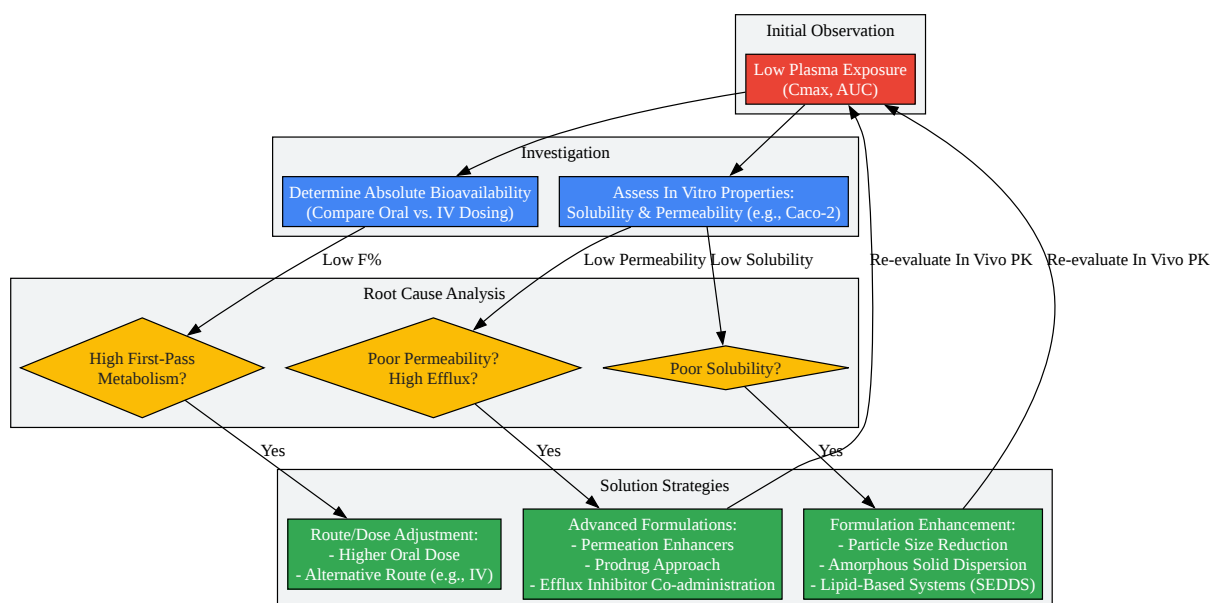 Initial Observation
Low Plasma Exposure
(Cmax, AUC)
Investigation
Determine Absolute Bioavailability
(Compare Oral vs. IV Dosing)
Assess In Vitro Properties:
Solubility & Permeability (e.g., Caco-2)
Low F%
Low Permeability
Low Solubility
Re-evaluate In Vivo PK
Re-evaluate In Vivo PK
Root Cause Analysis
High First-Pass
Metabolism?
Poor Permeability?
High Efflux?
Poor Solubility?
Yes
Yes
Yes
Solution Strategies
Route/Dose Adjustment:
- Higher Oral Dose
- Alternative Route (e.g., IV)
Advanced Formulations:
- Permeation Enhancers
- Prodrug Approach
- Efflux Inhibitor Co-administration
Formulation Enhancement:
- Particle Size Reduction
- Amorphous Solid Dispersion
- Lipid-Based Systems (SEDDS)